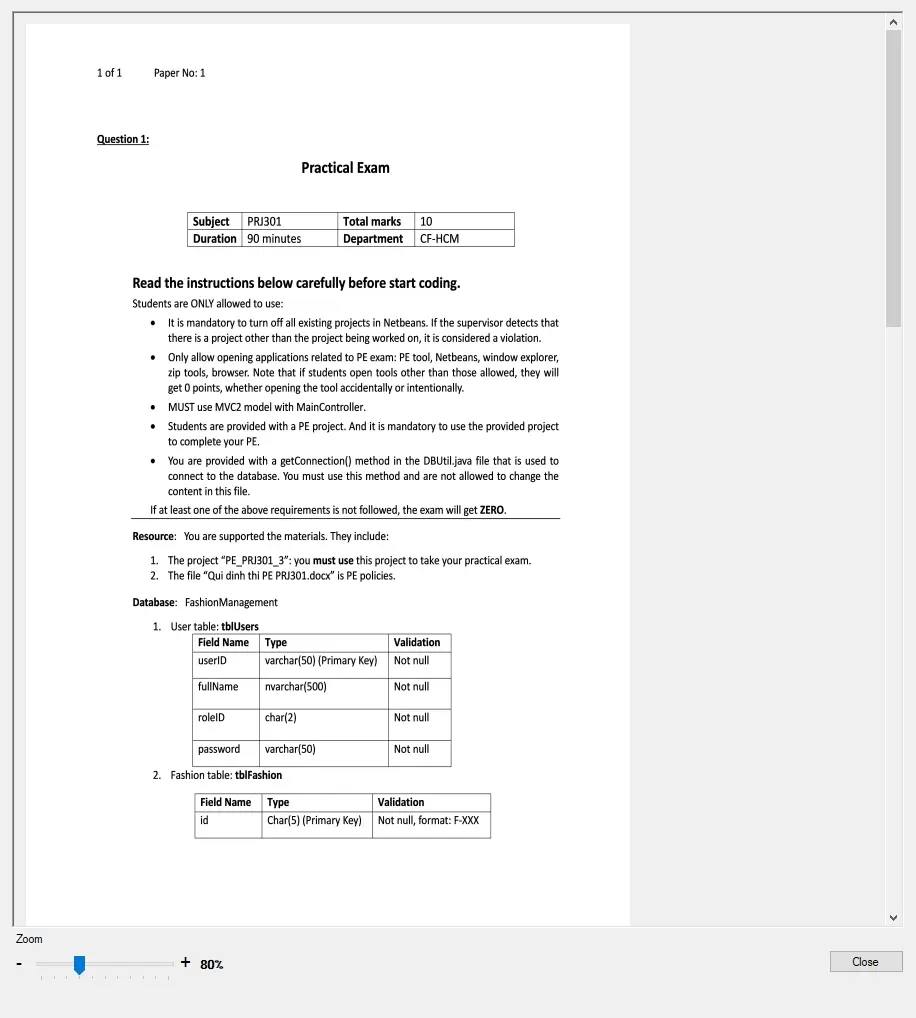 1 of 1 Paper No: 1
Question 1:
Practical Exam
Subject PRJ301 Total marks 10
Duration 90 minutes Department CF-HCM
Read the instructions below carefully before start coding.
Students are ONLY allowed to use:
• It is mandatory to turn off all existing projects in Netbeans. If the supervisor detects that
there is a project other than the project being worked on, it is considered a violation.
• Only allow opening applications related to PE exam: PE tool, Netbeans, window explorer,
zip tools, browser. Note that if students open tools other than those allowed, they will
get 0 points, whether opening the tool accidentally or intentionally.
• MUST use MVC2 model with MainController.
• Students are provided with a PE project. And it is mandatory to use the provided project
to complete your PE.
• You are provided with a getConnection() method in the DBUtil.java file that is used to
connect to the database. You must use this method and are not allowed to change the
content in this file.
If at least one of the above requirements is not followed, the exam will get ZERO.
Resource: You are supported the materials. They include:
1. The project “PE_PRJ301_3”: you must use this project to take your practical exam.
2. The file “Qui dinh thi PE PRJ301.docx” is PE policies.
Database: FashionManagement
1. User table: tblUsers
Field Name Type Validation
userID varchar(50) (Primary Key) Not null
fullName nvarchar(500) Not null
roleID char(2) Not null
password varchar(50) Not null
2. Fashion table: tblFashion
Field Name Type Validation
id Char(5) (Primary Key) Not null, format: F-XXX
Zoom
- + 80%
Close